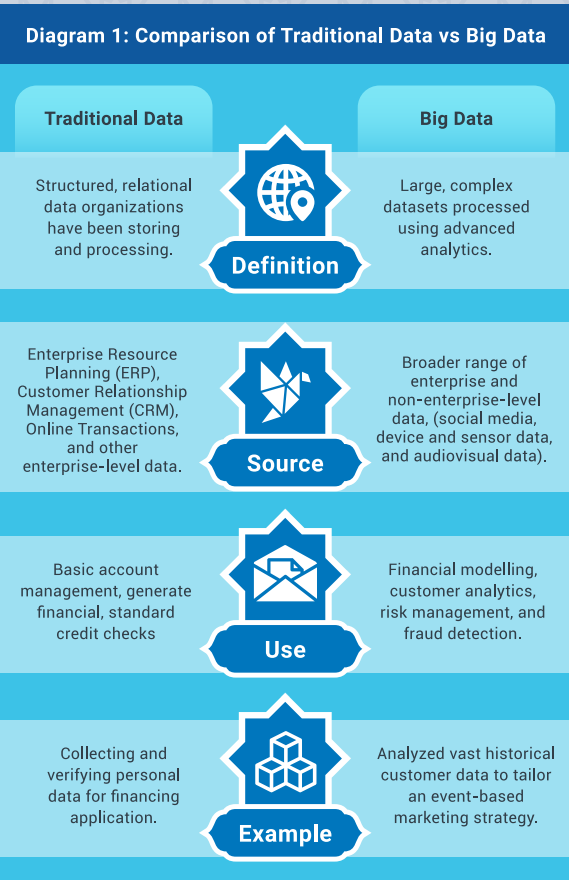 Diagram 1: Comparison of Traditional Data vs Big Data
Traditional Data
Big Data
Structured, relational
data organizations
have been storing
and processing.
Definition
Large, complex
datasets processed
using advanced
analytics.
Enterprise Resource
Planning (ERP),
Customer Relationship
Management (CRM),
Online Transactions,
and other
enterprise-level data.
Source
Broader range of
enterprise and
non-enterprise-level
data, (social media,
device and sensor data,
and audiovisual data).
Basic account
management, generate
financial, standard
credit checks
Use
Financial modelling,
customer analytics,
risk management, and
fraud detection.
Collecting and
verifying personal
data for financing
application.
Example
Analyzed vast historical
customer data to tailor
an event-based
marketing strategy.